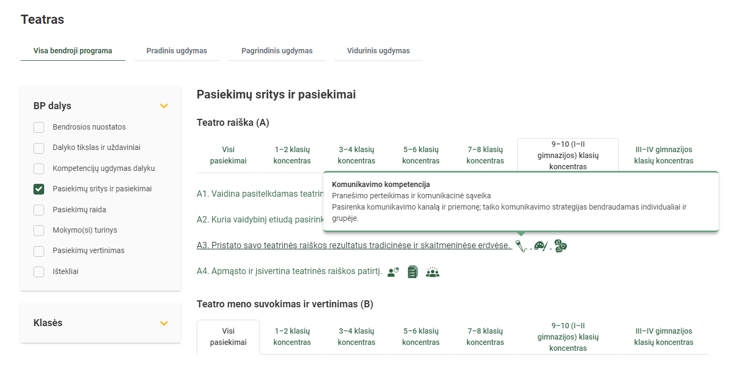 Teatras
Visa bendroji programa
Pradinis ugdymas
Pagrindinis ugdymas
Vidurinis ugdymas
BP dalys
Bendrosios nuostatos
Dalyko tikslas ir uždaviniai
Kompetencijų ugdymas dalyku
Pasiekimų sritys ir pasiekimai
Pasiekimų raida
Mokymo(si) turinys
Pasiekimų vertinimas
Ištekliai
Klasės
Pasiekimų sritys ir pasiekimai
Teatro raiška (A)
Visi
pasiekimai
1–2 klasių
koncentras
3–4 klasių
koncentras
5–6 klasių
koncentras
7–8 klasių
koncentras
9–10 (I–II
gimnazijos) klasių
koncentras
III–IV gimnazijos
klasių koncentras
Komunikavimo kompetencija
Pranešimo perteikimas ir komunikacinė sąveika
Pasirenka komunikavimo kanalą ir priemonę; taiko komunikavimo strategijas bendraudamas individualiai ir
grupėje.
A1. Vaidina pasitelkdamas
A2. Kuria vaidybinį etiudą
A3. Pristato savo teatrinės raiškos rezultatus tradicinėse ir skaitmeninėse erdvėse.
A4. Apmąsto ir įsivertina teatrinės raiškos patirtį.
Teatro meno suvokimas ir vertinimas (B)
Visi
pasiekimai
1–2 klasių
koncentras
3–4 klasių
koncentras
5–6 klasių
koncentras
7–8 klasių
koncentras
9–10 (I–II
gimnazijos) klasių
koncentras
III–IV gimnazijos
klasių koncentras